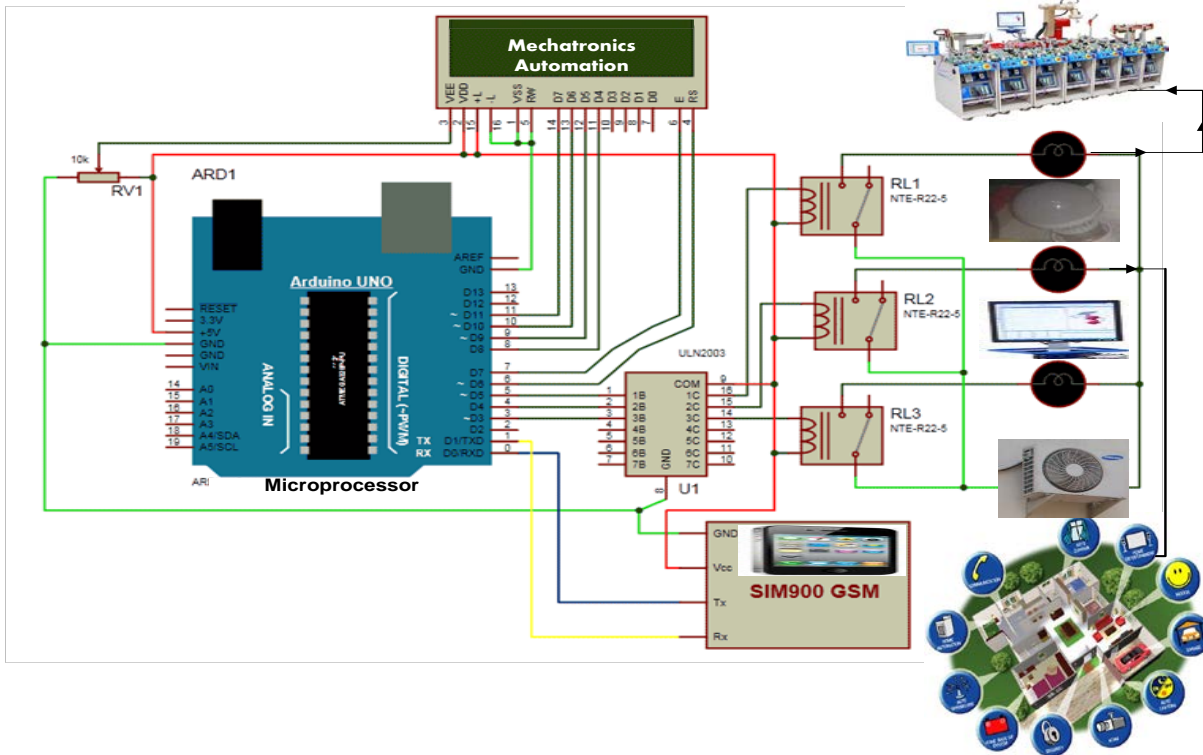 Mechatronics
Automation
VEE
VDD
+L
-L
VSS
RW
D7
D6
D5
D4
D3
D2
D1
D0
E
RS
3
2
15
16
1
5
14
13
12
11
10
9
8
7
6
4
10k
RV1
ARD1
Arduino UNO
AREF
GND
RESET
3.3V
+5V
GND
GND
VIN
14 A0
15 A1
16 A2
17 A3
18 A4/SDA
19 A5/SCL
ANALOG IN
DIGITAL (~PWM)
D13 13
D12 12
~ D11 11
~ D10 10
~ D9 9
D8 8
D7 7
~ D6 6
~ D5 5
D4 4
~ D3 3
D2 2
TX D1/TXD 1
RX D0/RXD 0
Microprocessor
ULN2003
COM 9
1 1B 1C 16
2 2B 2C 15
3 3B 3C 14
4 4B 4C 13
5 5B 5C 12
6 6B 6C 11
7 7B 7C 10
GND
8
U1
RL1
NTE-R22-5
RL2
NTE-R22-5
RL3
NTE-R22-5
GND
Vcc
Tx
Rx
SIM900 GSM
COMMUNICATION